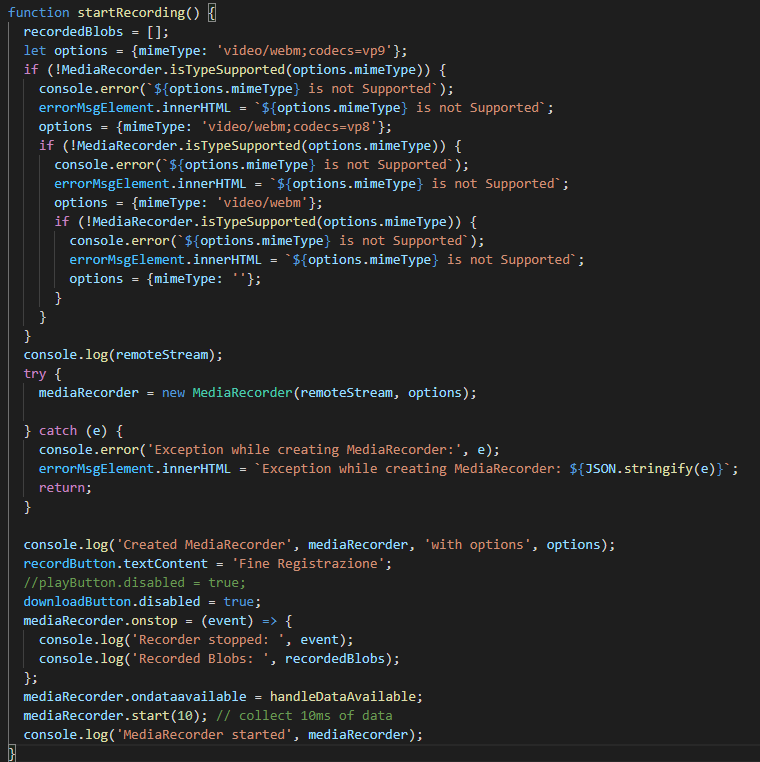 function startRecording() {
  recordedBlobs = [];
  let options = {mimeType: 'video/webm;codecs=vp9'};
  if (!MediaRecorder.isTypeSupported(options.mimeType)) {
    console.error(`${options.mimeType} is not Supported`);
    errorMsgElement.innerHTML = `${options.mimeType} is not Supported`;
    options = {mimeType: 'video/webm;codecs=vp8'};
    if (!MediaRecorder.isTypeSupported(options.mimeType)) {
      console.error(`${options.mimeType} is not Supported`);
      errorMsgElement.innerHTML = `${options.mimeType} is not Supported`;
      options = {mimeType: 'video/webm'};
      if (!MediaRecorder.isTypeSupported(options.mimeType)) {
        console.error(`${options.mimeType} is not Supported`);
        errorMsgElement.innerHTML = `${options.mimeType} is not Supported`;
        options = {mimeType: ''};
      }
    }
  }
  console.log(remoteStream);
  try {
    mediaRecorder = new MediaRecorder(remoteStream, options);

  } catch (e) {
    console.error('Exception while creating MediaRecorder:', e);
    errorMsgElement.innerHTML = `Exception while creating MediaRecorder: ${JSON.stringify(e)}`;
    return;
  }

  console.log('Created MediaRecorder', mediaRecorder, 'with options', options);
  recordButton.textContent = 'Fine Registrazione';
  //playButton.disabled = true;
  downloadButton.disabled = true;
  mediaRecorder.onstop = (event) => {
    console.log('Recorder stopped: ', event);
    console.log('Recorded Blobs: ', recordedBlobs);
  };
  mediaRecorder.ondataavailable = handleDataAvailable;
  mediaRecorder.start(10); // collect 10ms of data
  console.log('MediaRecorder started', mediaRecorder);
}